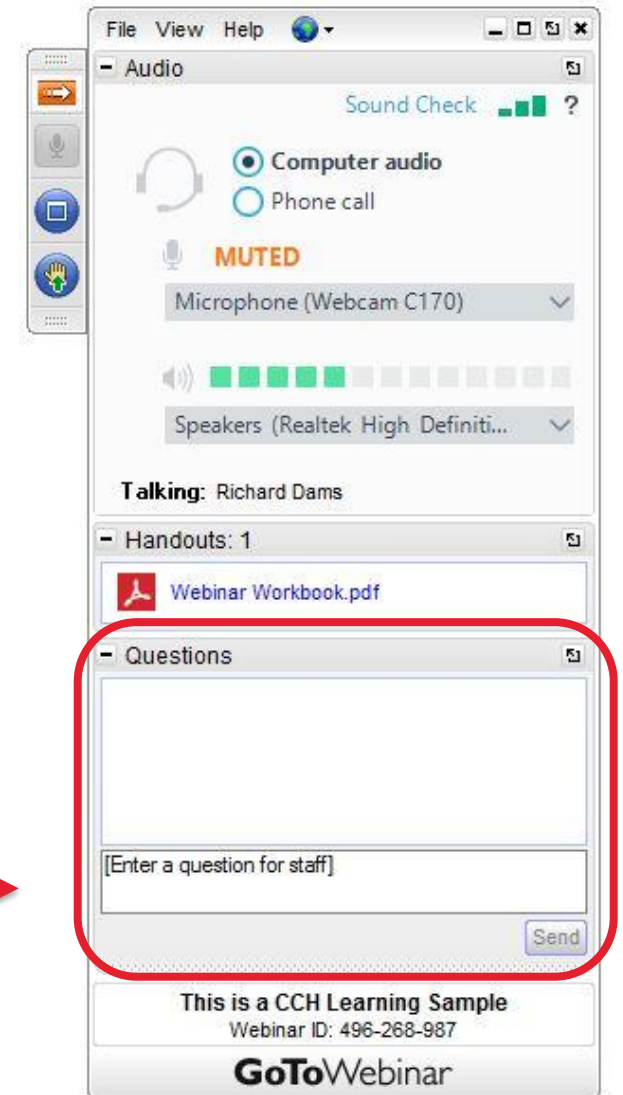 File View Help
Audio
Sound Check ?
Computer audio
Phone call
MUTED
Microphone (Webcam C170)
Speakers (Realtek High Definiti...
Talking: Richard Dams
Handouts: 1
Webinar Workbook.pdf
Questions
[Enter a question for staff]
Send
This is a CCH Learning Sample
Webinar ID: 496-268-987
GoToWebinar